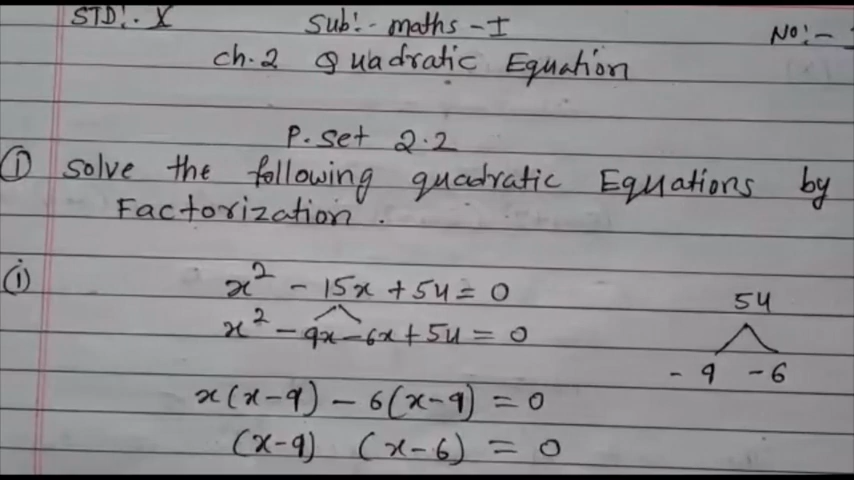 STD:- X Sub:- maths - I No:-
Ch.2 Quadratic Equation
P. set 2.2
① Solve the following quadratic Equations by
Factorization.
(i) x² - 15x + 54 = 0
54
x² - 9x - 6x + 54 = 0
- 9 - 6
x(x-9) - 6(x-9) = 0
(x-9) (x-6) = 0